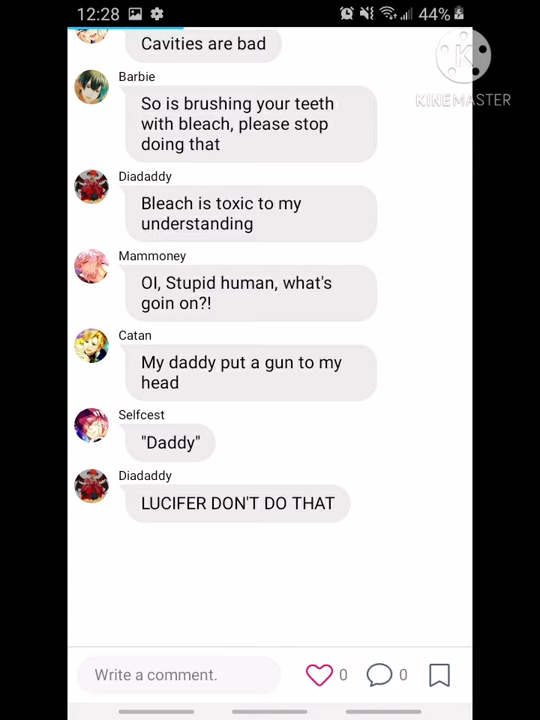 12:28
44%
KINEMASTER
Cavities are bad
Barbie
So is brushing your teeth
with bleach, please stop
doing that
Diadaddy
Bleach is toxic to my
understanding
Mammoney
OI, Stupid human, what's
goin on?!
Catan
My daddy put a gun to my
head
Selfcest
"Daddy"
Diadaddy
LUCIFER DON'T DO THAT
Write a comment.
0
0